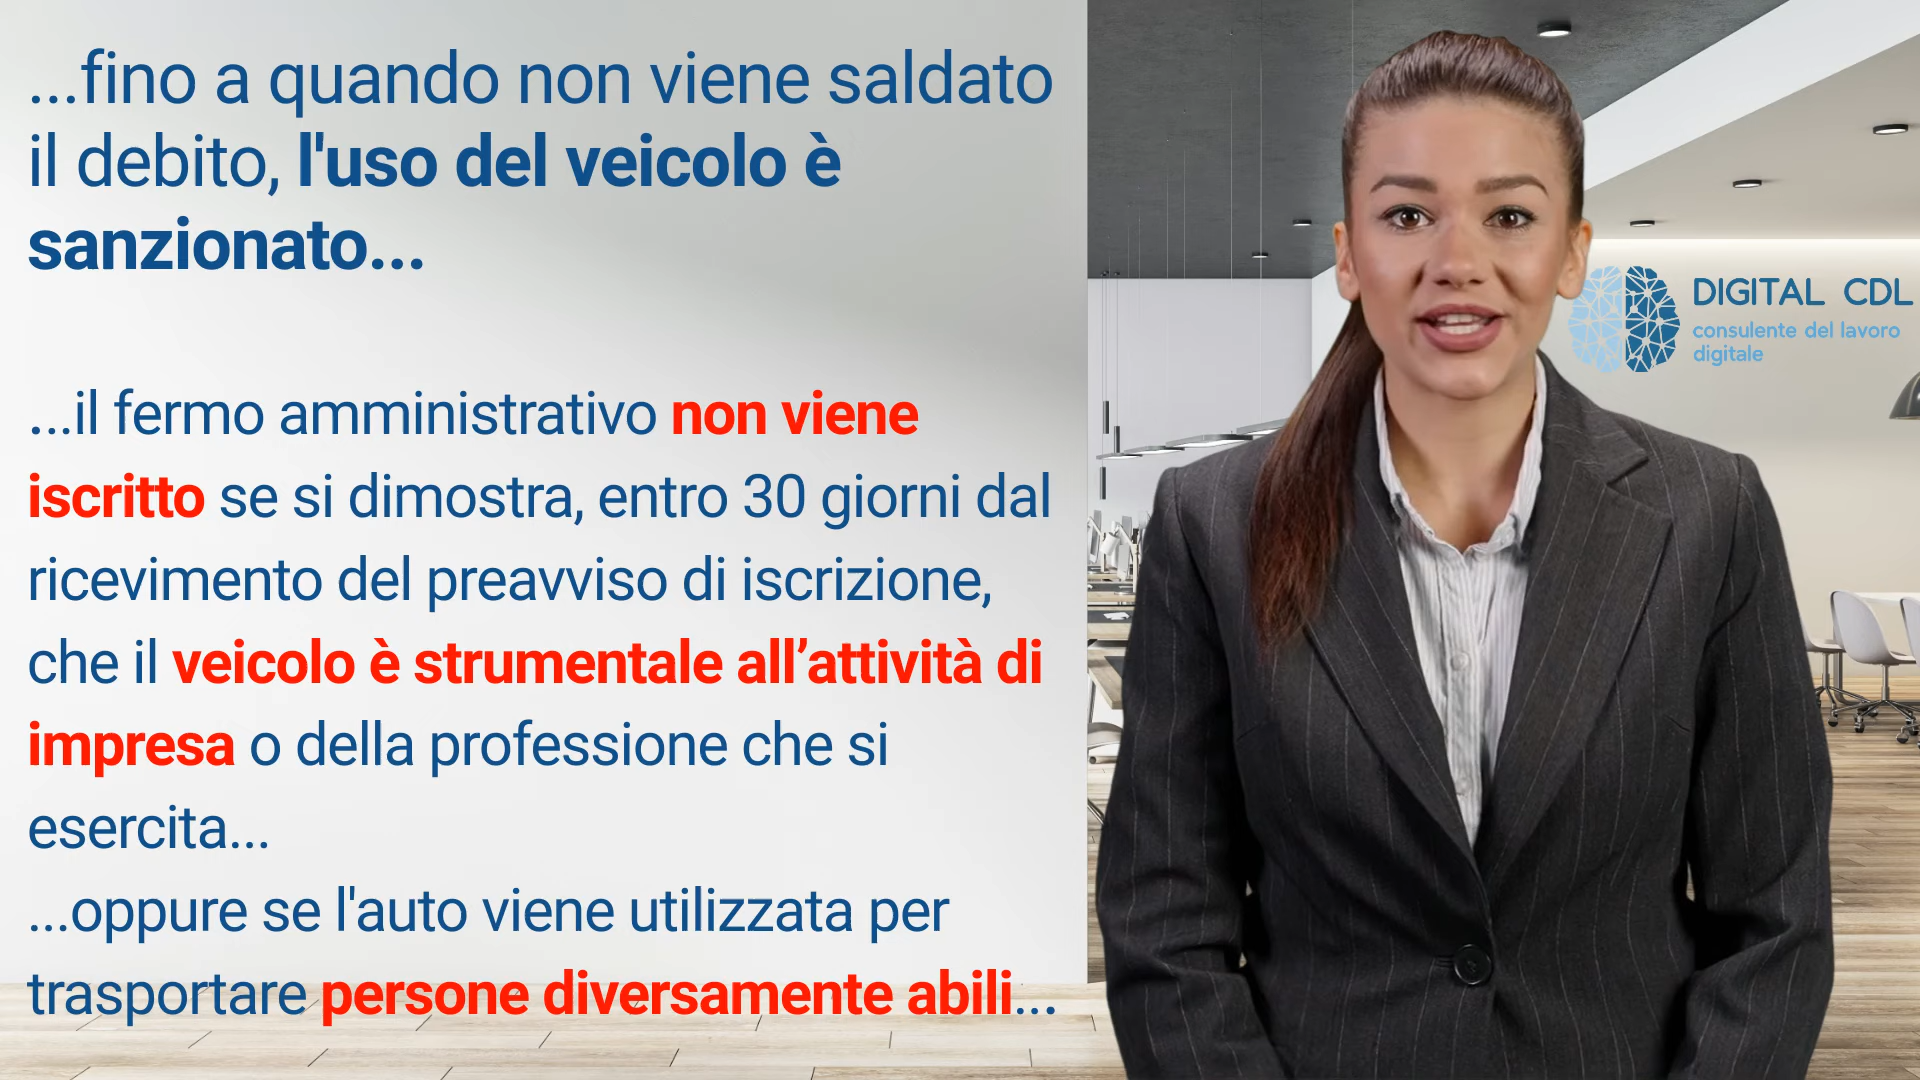 ...fino a quando non viene saldato
il debito, l'uso del veicolo è
sanzionato...
...il fermo amministrativo non viene
iscritto se si dimostra, entro 30 giorni dal
ricevimento del preavviso di iscrizione,
che il veicolo è strumentale all’attività di
impresa o della professione che si
esercita...
...oppure se l'auto viene utilizzata per
trasportare persone diversamente abili...
DIGITAL CDL
consulente del lavoro
digitale